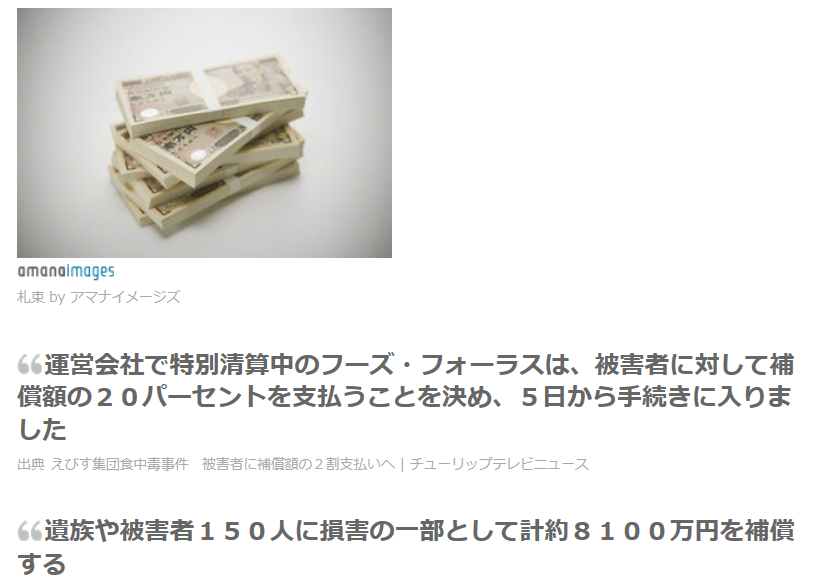 amanaimages
札束 by アマナイメージズ
運営会社で特別清算中のフーズ・フォーラスは、被害者に対して補
償額の２０パーセントを支払うことを決め、５日から手続きに入りま
した
出典 えびす集団食中毒事件　被害者に補償額の２割支払いへ | チューリップテレビニュース
遺族や被害者１５０人に損害の一部として計約８１００万円を補償
する